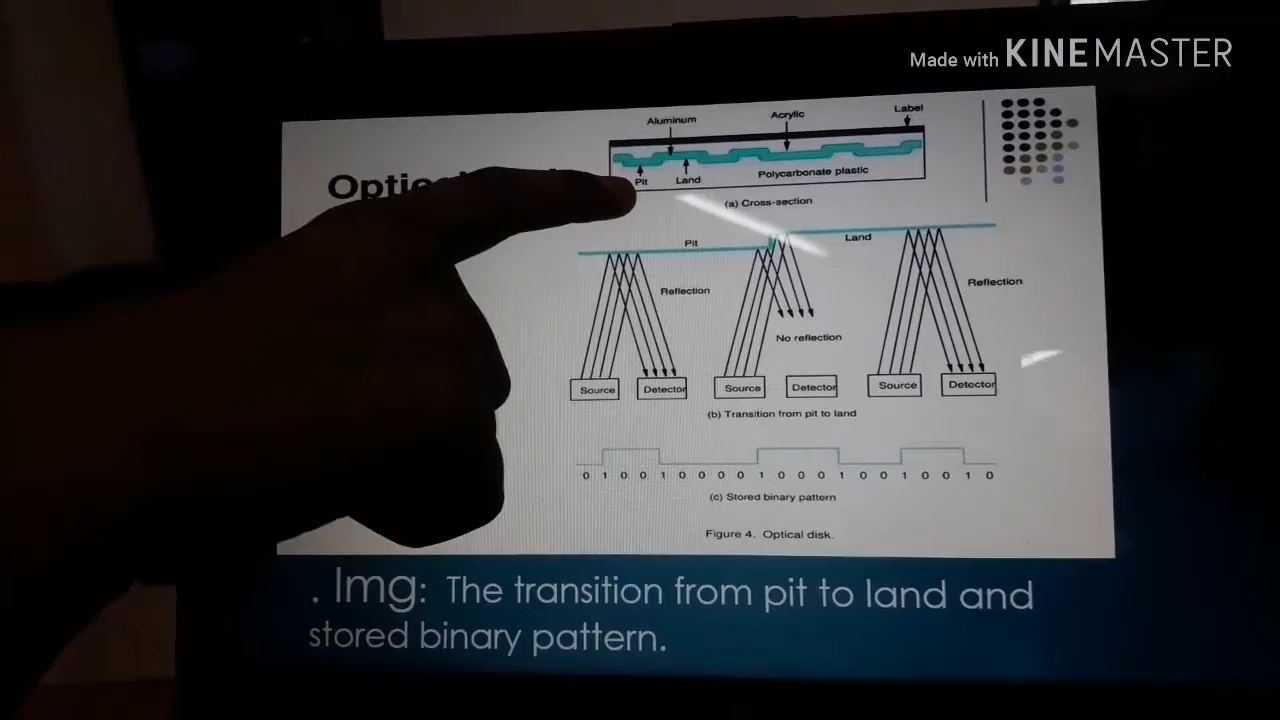 Made with KINEMASTER
Aluminum Acrylic Label
Pit Land Polycarbonate plastic
(a) Cross-section
Pit Land
Reflection No reflection Reflection
Source Detector Source Detector Source Detector
(b) Transition from pit to land
0 1 0 0 1 0 0 0 0 1 0 0 0 1 0 0 1 0 0 1 0
(c) Stored binary pattern
Figure 4. Optical disk.
. Img: The transition from pit to land and
stored binary pattern.